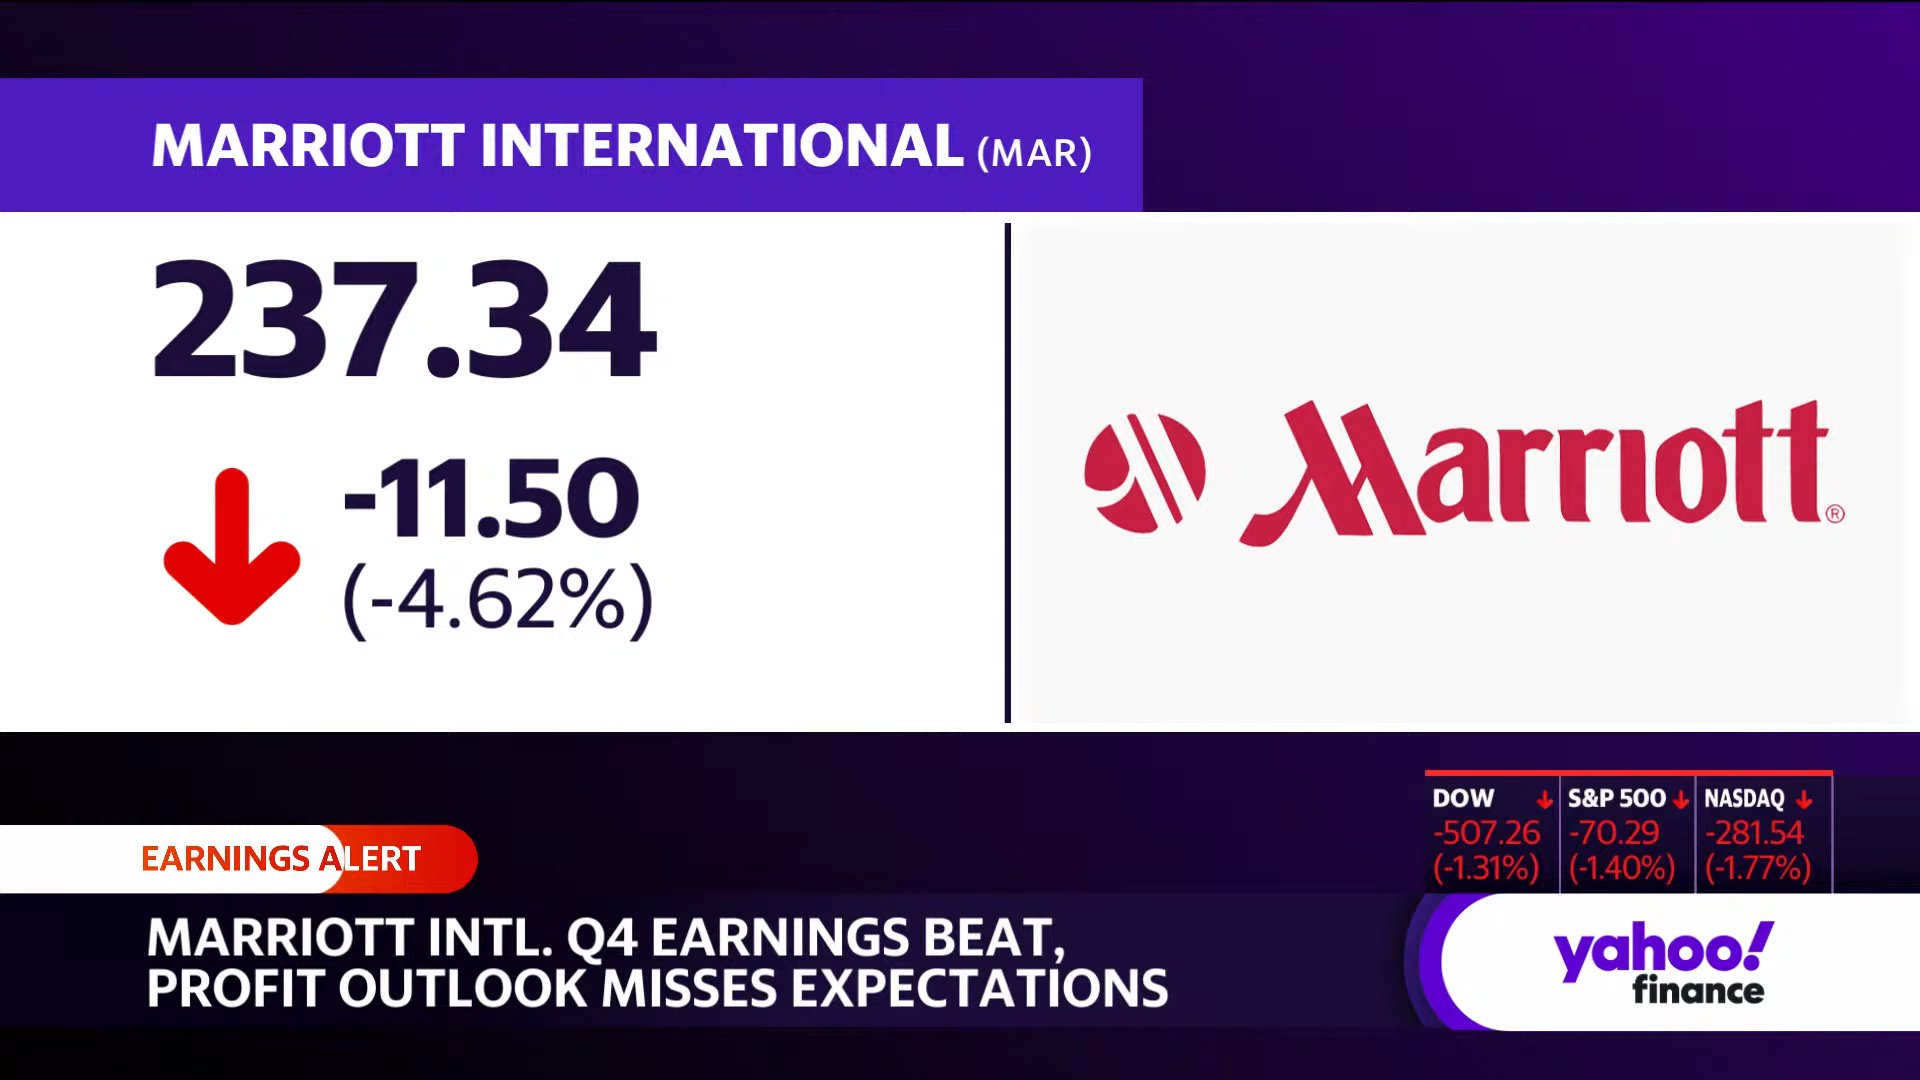 MARRIOTT INTERNATIONAL (MAR)
237.34
-11.50
(-4.62%)
Marriott®
DOW
-507.26
(-1.31%)
S&P 500
-70.29
(-1.40%)
NASDAQ
-281.54
(-1.77%)
EARNINGS ALERT
MARRIOTT INTL. Q4 EARNINGS BEAT,
PROFIT OUTLOOK MISSES EXPECTATIONS
yahoo!
finance